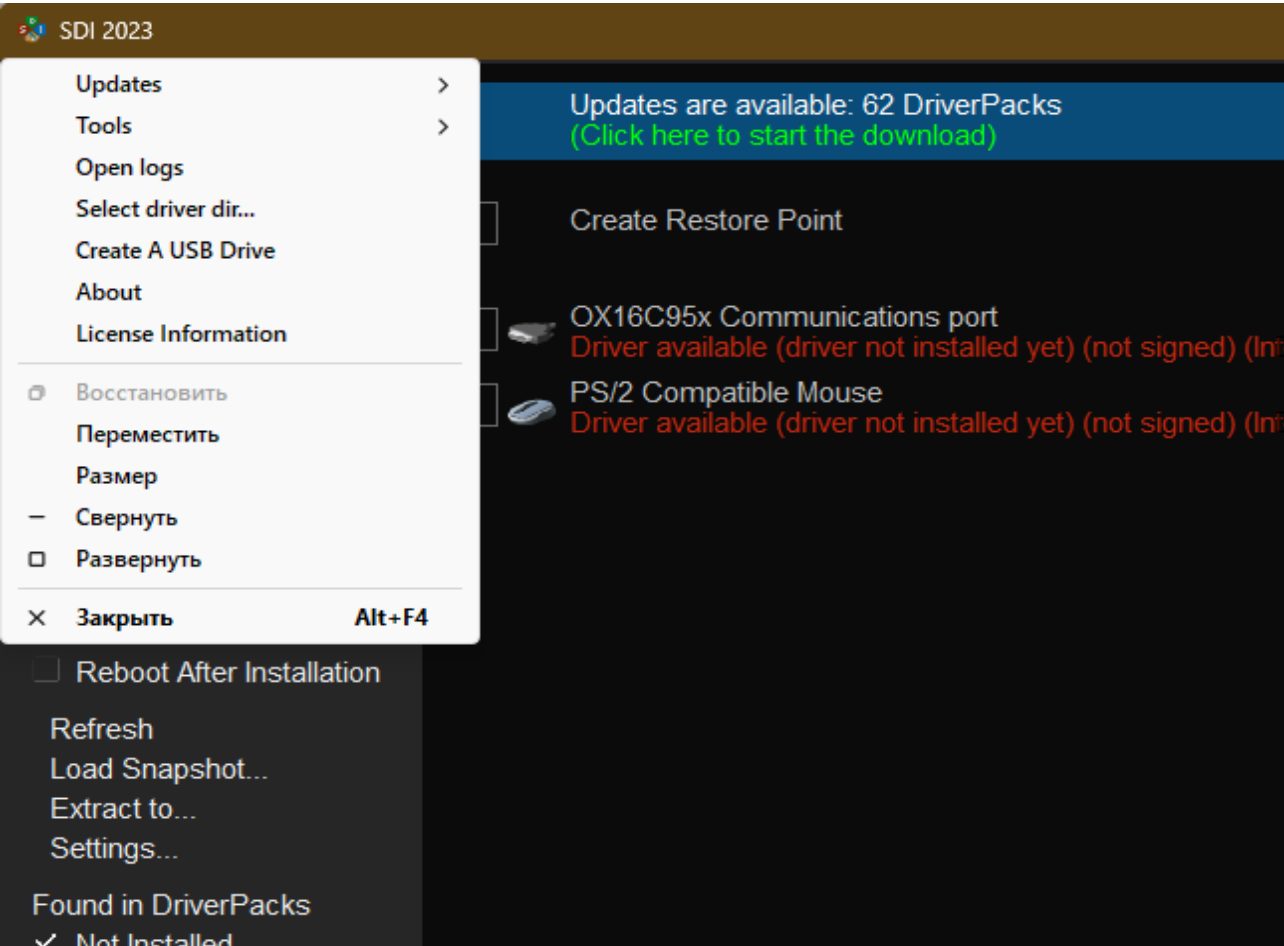 SDI 2023
Updates
Tools
Open logs
Select driver dir...
Create A USB Drive
About
License Information
Восстановить
Переместить
Размер
Свернуть
Развернуть
Закрыть Alt+F4
Reboot After Installation
Refresh
Load Snapshot...
Extract to...
Settings...
Found in DriverPacks
Not Installed
Updates are available: 62 DriverPacks
(Click here to start the download)
Create Restore Point
OX16C95x Communications port
Driver available (driver not installed yet) (not signed)
PS/2 Compatible Mouse
Driver available (driver not installed yet) (not signed)